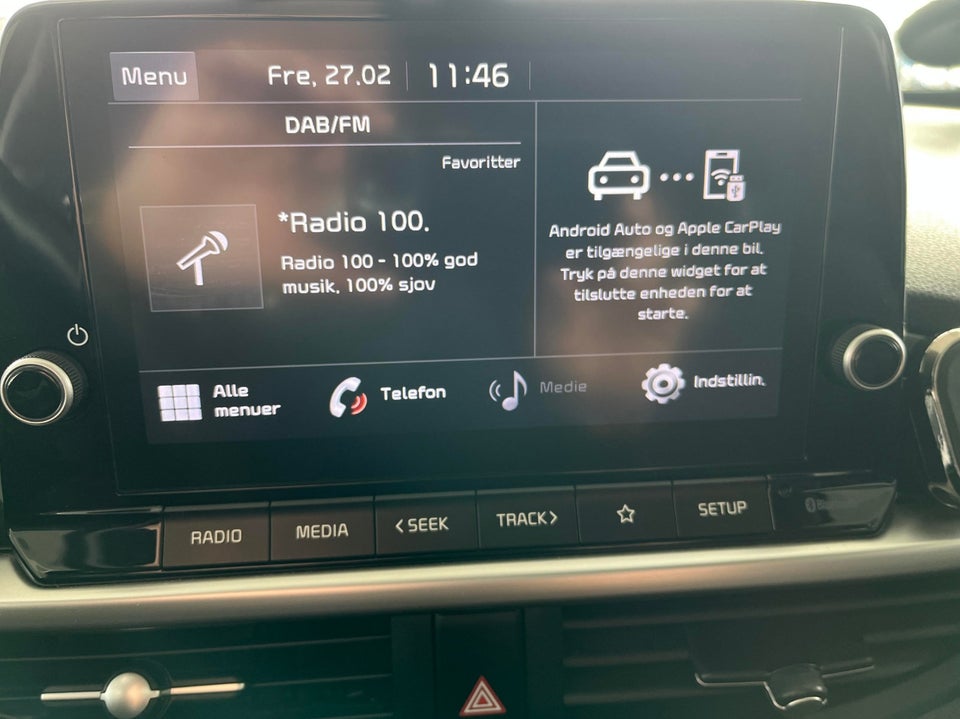 Menu
Fre, 27.02
11:46
DAB/FM
Favoritter
*Radio 100.
Radio 100 - 100% god
musik, 100% sjov
Android Auto og Apple CarPlay
er tilgængelige i denne bil.
Tryk på denne widget for at
tilslutte enheden for at
starte.
Alle
menuer
Telefon
Medie
Indstillin.
RADIO
MEDIA
< SEEK
TRACK >
SETUP